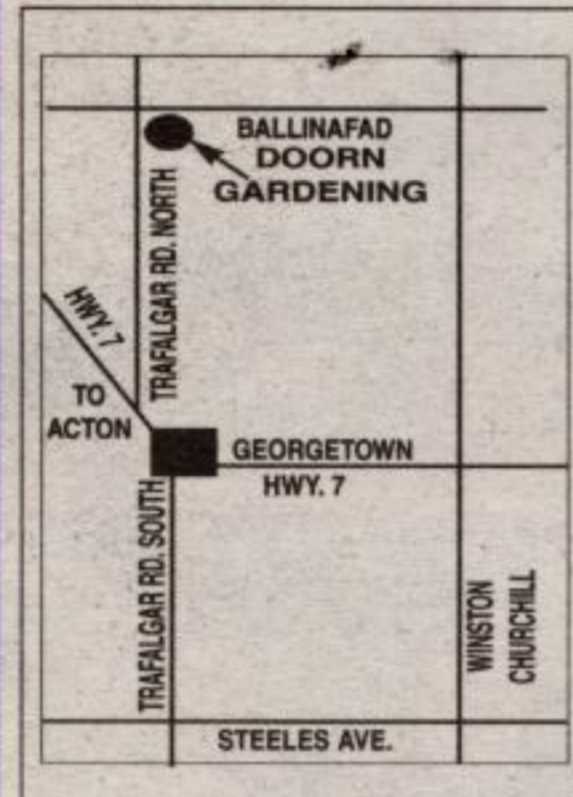 BALLINAFAD
DOORN
GARDENING
TRAFALGAR RD. NORTH
HWY. 7
TO
ACTON
GEORGETOWN
HWY. 7
TRAFALGAR RD. SOUTH
WINSTON
CHURCHILL
STEELES AVE.